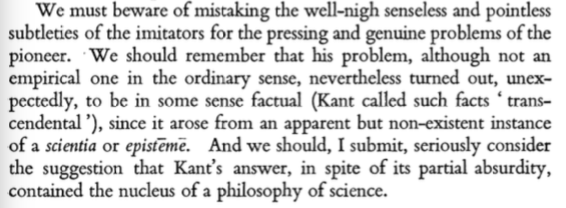 We must beware of mistaking the well-nigh senseless and pointless
subtleties of the imitators for the pressing and genuine problems of the
pioneer. We should remember that his problem, although not an
empirical one in the ordinary sense, nevertheless turned out, unex-
pectedly, to be in some sense factual (Kant called such facts ‘ trans-
cendental ’), since it arose from an apparent but non-existent instance
of a scientia or epistēmē. And we should, I submit, seriously consider
the suggestion that Kant's answer, in spite of its partial absurdity,
contained the nucleus of a philosophy of science.